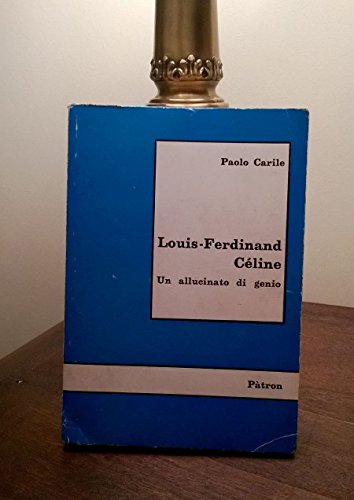 Paolo Carile
Louis-Ferdinand
Céline
Un allucinato di genio
Pàtron